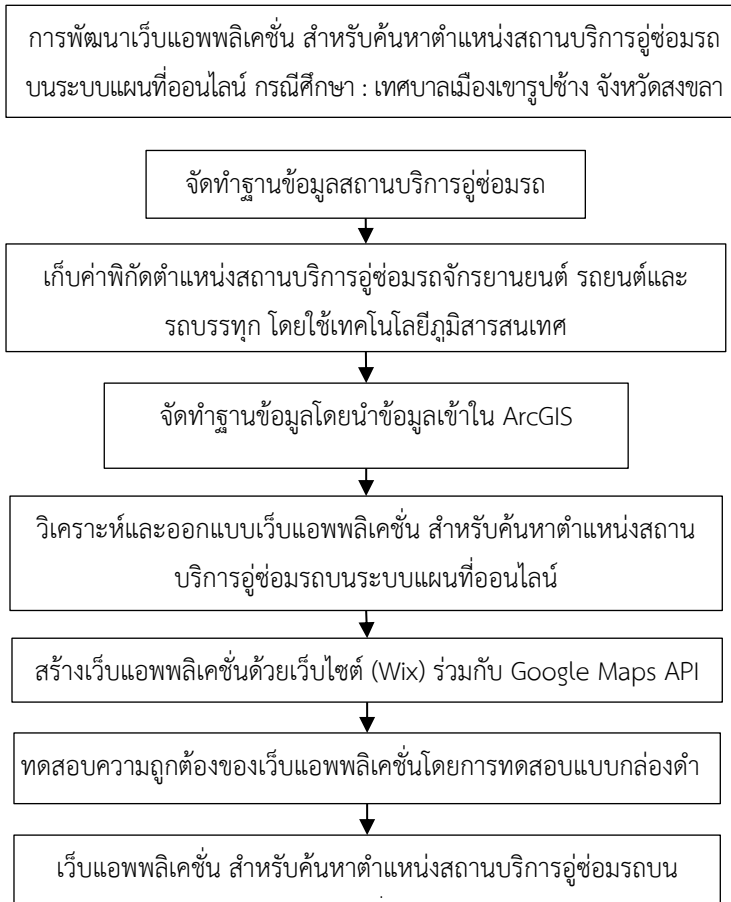 การพัฒนาเว็บแอพพลิเคชั่น สำหรับค้นหาตำแหน่งสถานบริการอู่ซ่อมรถ
บนระบบแผนที่ออนไลน์ กรณีศึกษา : เทศบาลเมืองเขารูปช้าง จังหวัดสงขลา
จัดทำฐานข้อมูลสถานบริการอู่ซ่อมรถ
เก็บค่าพิกัดตำแหน่งสถานบริการอู่ซ่อมรถจักรยานยนต์ รถยนต์และ
รถบรรทุก โดยใช้เทคโนโลยีภูมิสารสนเทศ
จัดทำฐานข้อมูลโดยนำข้อมูลเข้าใน ArcGIS
วิเคราะห์และออกแบบเว็บแอพพลิเคชั่น สำหรับค้นหาตำแหน่งสถาน
บริการอู่ซ่อมรถบนระบบแผนที่ออนไลน์
สร้างเว็บแอพพลิเคชั่นด้วยเว็บไซต์ (Wix) ร่วมกับ Google Maps API
ทดสอบความถูกต้องของเว็บแอพพลิเคชั่นโดยการทดสอบแบบกล่องดำ
เว็บแอพพลิเคชั่น สำหรับค้นหาตำแหน่งสถานบริการอู่ซ่อมรถบน